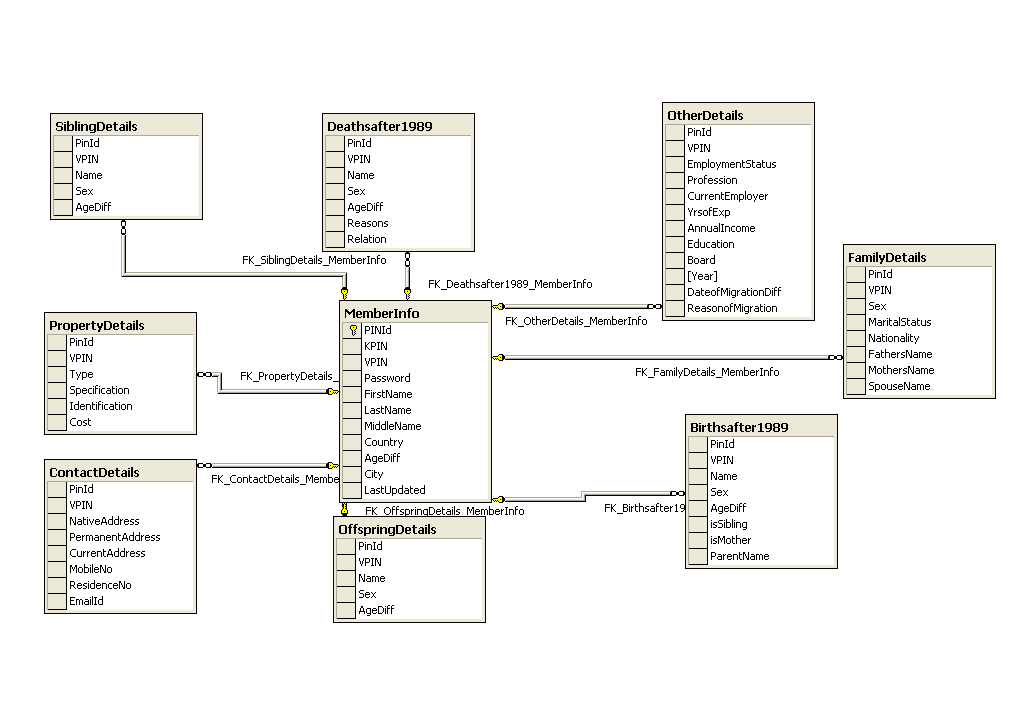 SiblingDetails
PinId
VPIN
Name
Sex
AgeDiff
Deathsafter1989
PinId
VPIN
Name
Sex
AgeDiff
Reasons
Relation
OtherDetails
PinId
VPIN
EmploymentStatus
Profession
CurrentEmployer
YrsofExp
AnnualIncome
Education
Board
[Year]
DateofMigrationDiff
ReasonofMigration
FamilyDetails
PinId
VPIN
Sex
MaritalStatus
Nationality
FathersName
MothersName
SpouseName
FK_SiblingDetails_MemberInfo
FK_Deathsafter1989_MemberInfo
FK_OtherDetails_MemberInfo
FK_FamilyDetails_MemberInfo
PropertyDetails
PinId
VPIN
Type
Specification
Identification
Cost
FK_PropertyDetails_
MemberInfo
PINId
KPIN
VPIN
Password
FirstName
LastName
MiddleName
Country
AgeDiff
City
LastUpdated
Birthsafter1989
PinId
VPIN
Name
Sex
AgeDiff
isSibling
isMother
ParentName
ContactDetails
PinId
VPIN
NativeAddress
PermanentAddress
CurrentAddress
MobileNo
ResidenceNo
EmailId
FK_ContactDetails_Membe
FK_OffspringDetails_MemberInfo
FK_Birthsafter19
OffspringDetails
PinId
VPIN
Name
Sex
AgeDiff